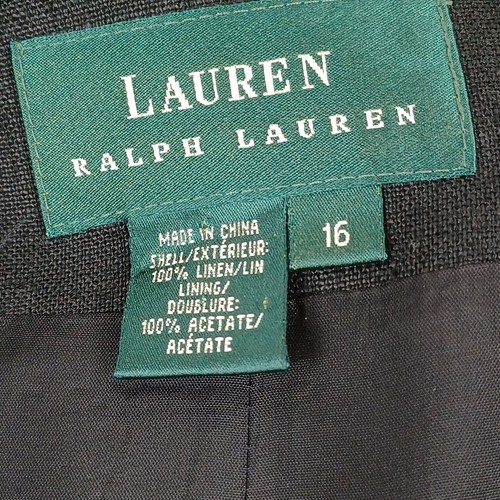 LAUREN
RALPH LAUREN
MADE IN CHINA
SHELL/EXTÉRIEUR:
100% LINEN/LIN
LINING/
DOUBLURE:
100% ACETATE/
ACÉTATE
16